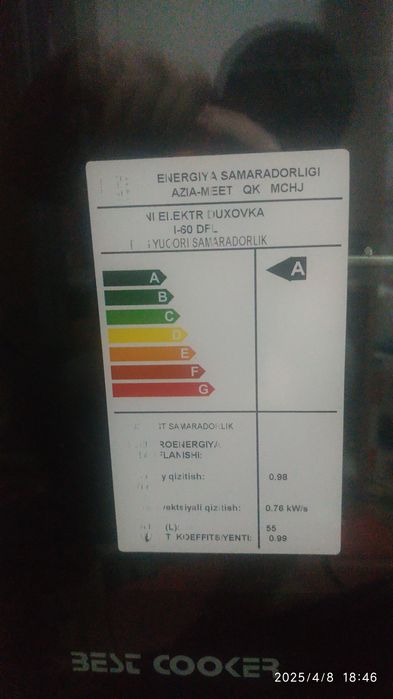 ENERGIYA SAMARADORLIGI
AZIA-MEET QK MCHJ
ELEKTR DUXOVKA
I-60
YUQORI SAMARADORLIK
A
A
B
C
D
E
F
G
SAMARADORLIK
qizitish: 0.98
qizitish: 0.76 kW/s
(L): 55
KOEFFITSIYENTI: 0.99
BEST COOKER
2025/4/8 18:46